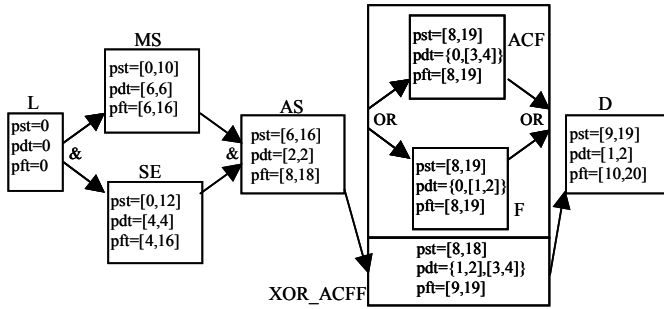 MS
pst=[0,10]
pdt=[6,6]
pft=[6,16]
L
pst=0
pdt=0
pft=0
&
SE
pst=[0,12]
pdt=[4,4]
pft=[4,16]
AS
&
pst=[6,16]
pdt=[2,2]
pft=[8,18]
ACF
pst=[8,19]
pdt={0,[3,4]}
pft=[8,19]
OR
OR
pst=[8,19]
pdt={0,[1,2]}
pft=[8,19]
F
XOR_ACFF
pst=[8,18]
pdt={1,2],[3,4]}
pft=[9,19]
D
pst=[9,19]
pdt=[1,2]
pft=[10,20]